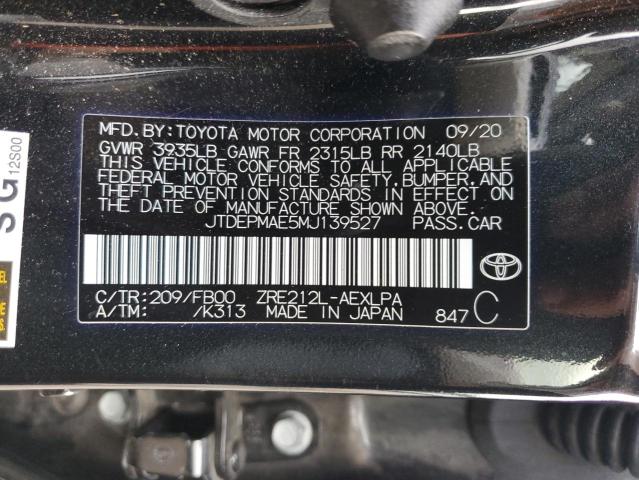 MFD. BY: TOYOTA MOTOR CORPORATION 09/20
GVWR 3935LB GAWR FR 2315LB RR 2140LB
THIS VEHICLE CONFORMS TO ALL APPLICABLE
FEDERAL MOTOR VEHICLE SAFETY, BUMPER, AND
THEFT PREVENTION STANDARDS IN EFFECT ON
THE DATE OF MANUFACTURE SHOWN ABOVE.
JTDEPMAE5MJ139527 PASS. CAR
C/TR: 209/FB00 ZRE212L-AEXLPA
A/TM: /K313 MADE IN JAPAN 847 C
SG
12S00